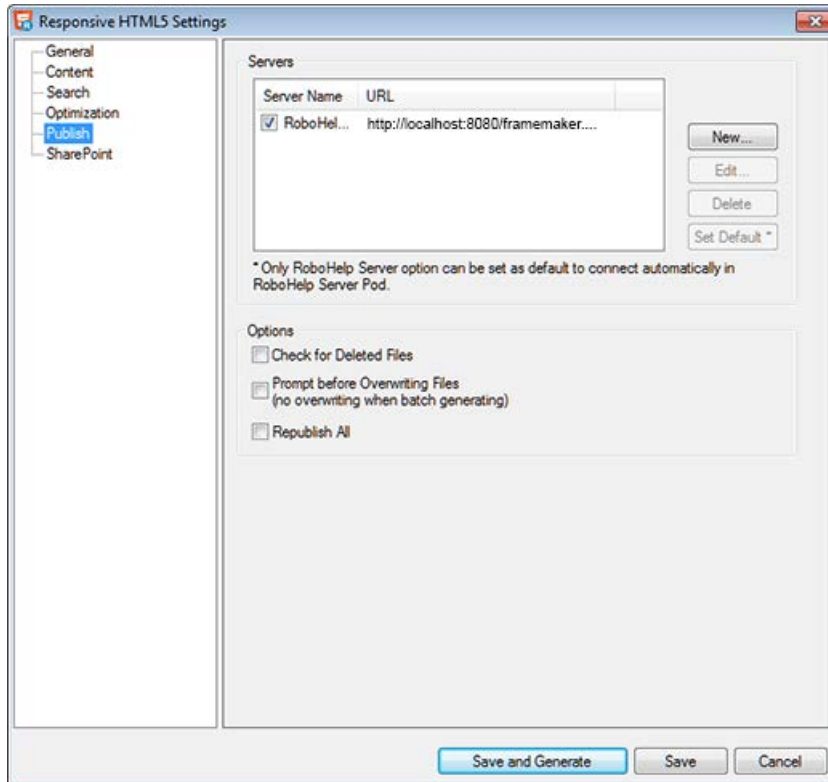 Responsive HTML5 Settings
General
Content
Search
Optimization
Publish
SharePoint
Servers
Server Name URL
RoboHel... http://localhost:8080/framemaker....
New...
Edit...
Delete
Set Default *
* Only RoboHelp Server option can be set as default to connect automatically in
RoboHelp Server Pod.
Options
Check for Deleted Files
Prompt before Overwriting Files
(no overwriting when batch generating)
Republish All
Save and Generate Save Cancel